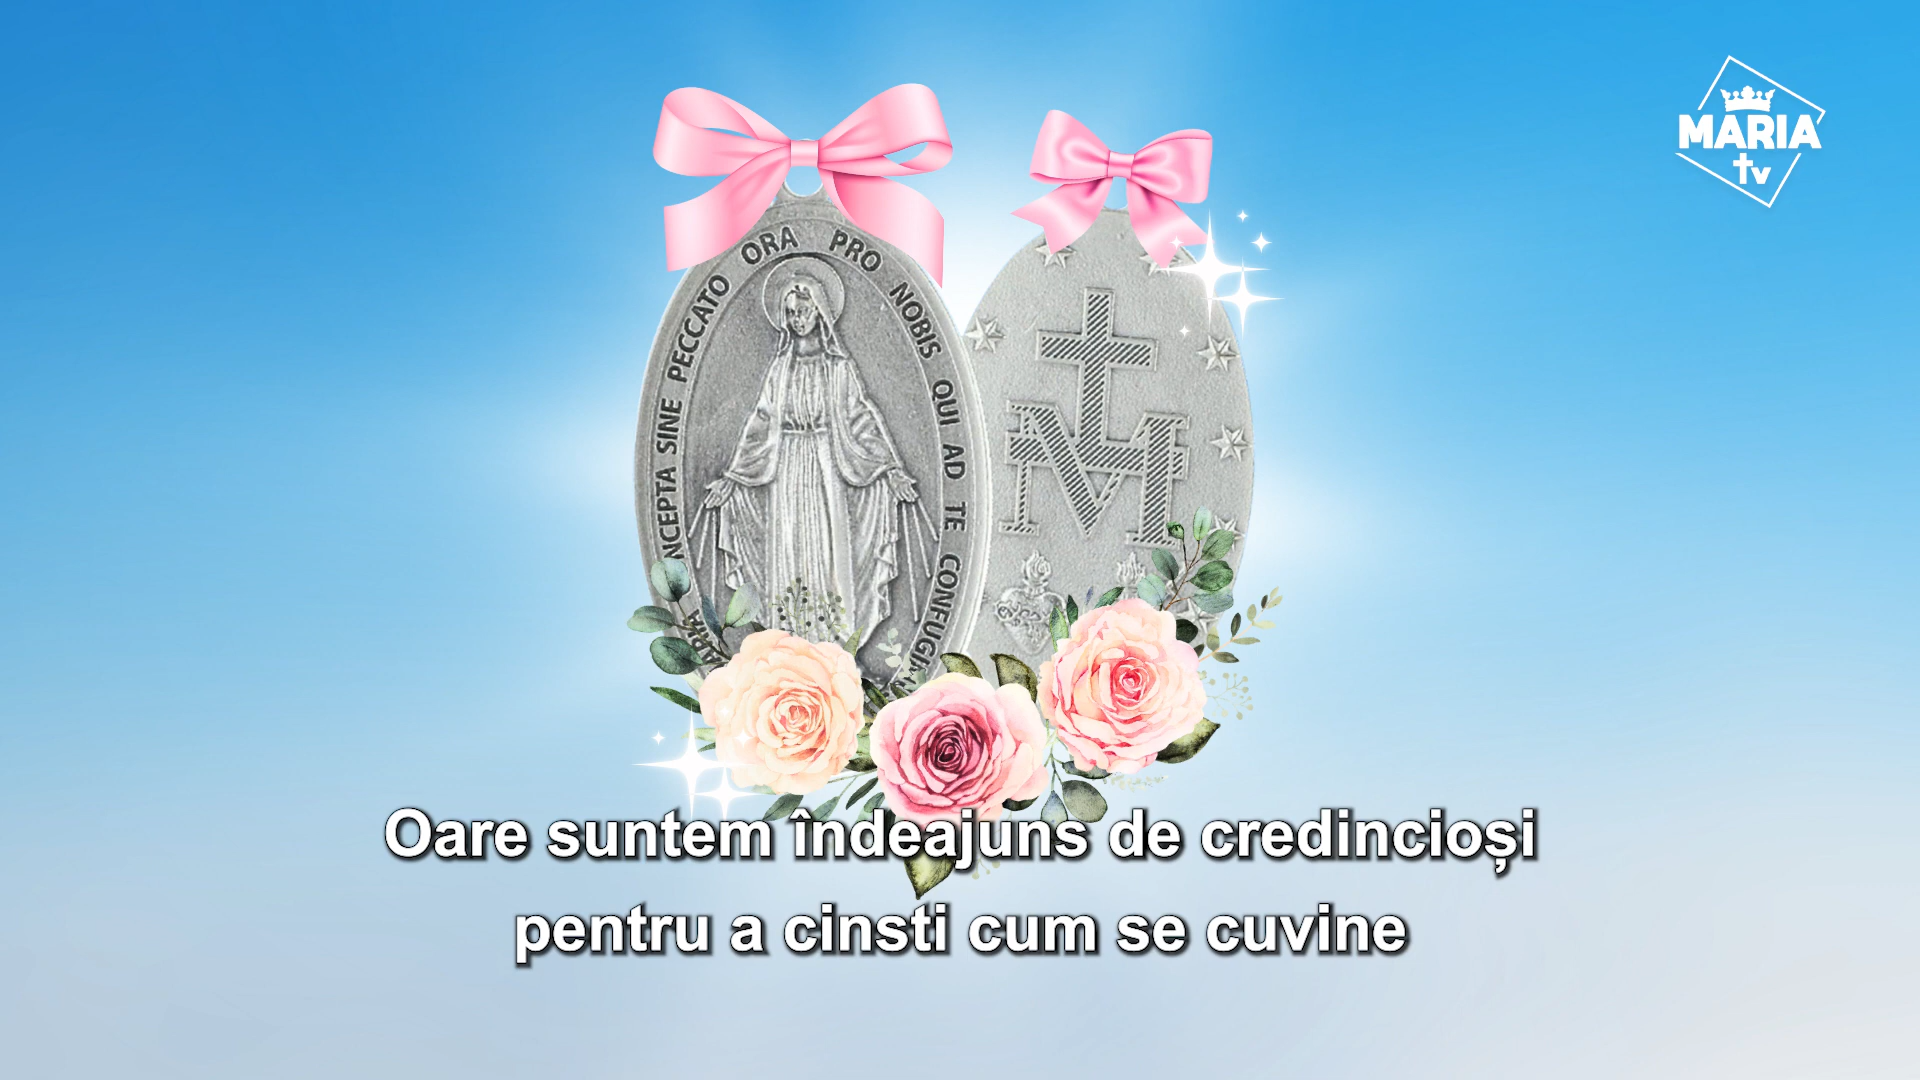 MARIA
tv
NCEPTA SINE PECCATO ORA PRO NOBIS QUI AD TE CONFUGIM
M
Oare suntem îndeajuns de credincioși
pentru a cinsti cum se cuvine